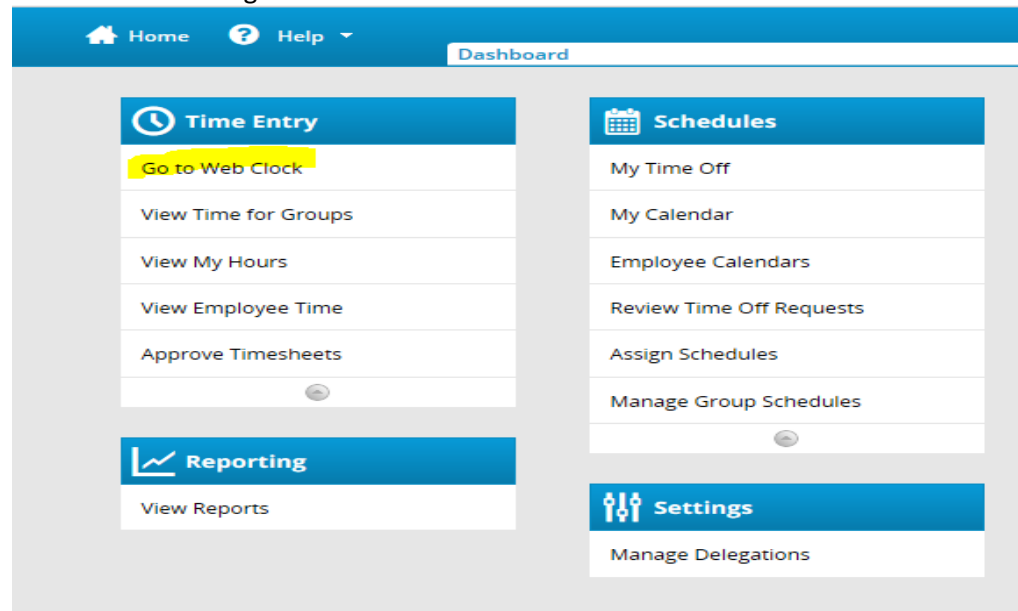 Home Help
Dashboard
Time Entry
Go to Web Clock
View Time for Groups
View My Hours
View Employee Time
Approve Timesheets
Reporting
View Reports
Schedules
My Time Off
My Calendar
Employee Calendars
Review Time Off Requests
Assign Schedules
Manage Group Schedules
Settings
Manage Delegations